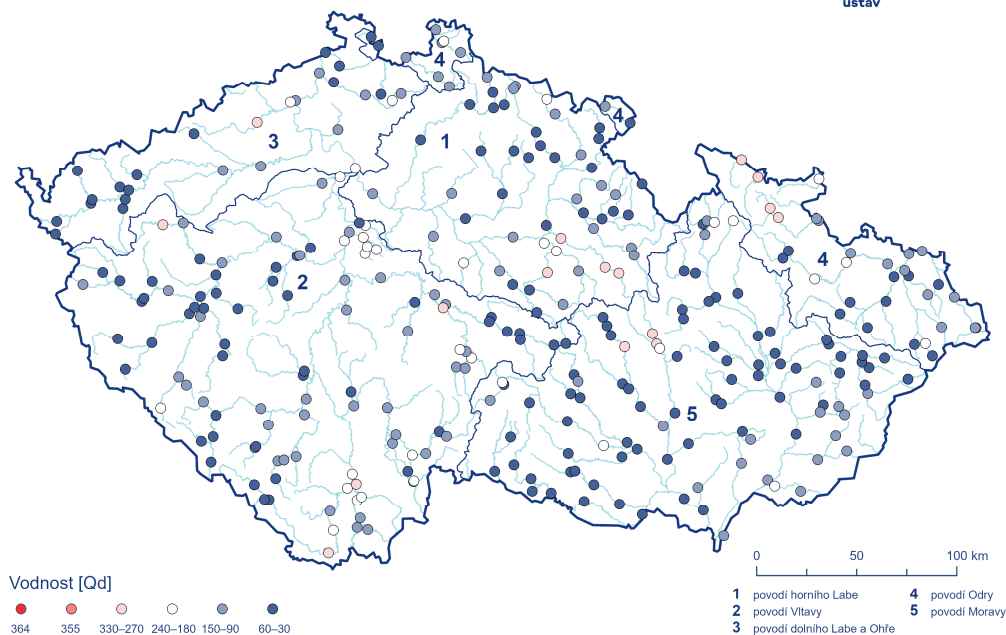 ústav
4
4
3
1
4
2
5
0 50 100 km
Vodnost [Qd]
364 355 330–270 240–180 150–90 60–30
1 povodí horního Labe
2 povodí Vltavy
3 povodí dolního Labe a Ohře
4 povodí Odry
5 povodí Moravy